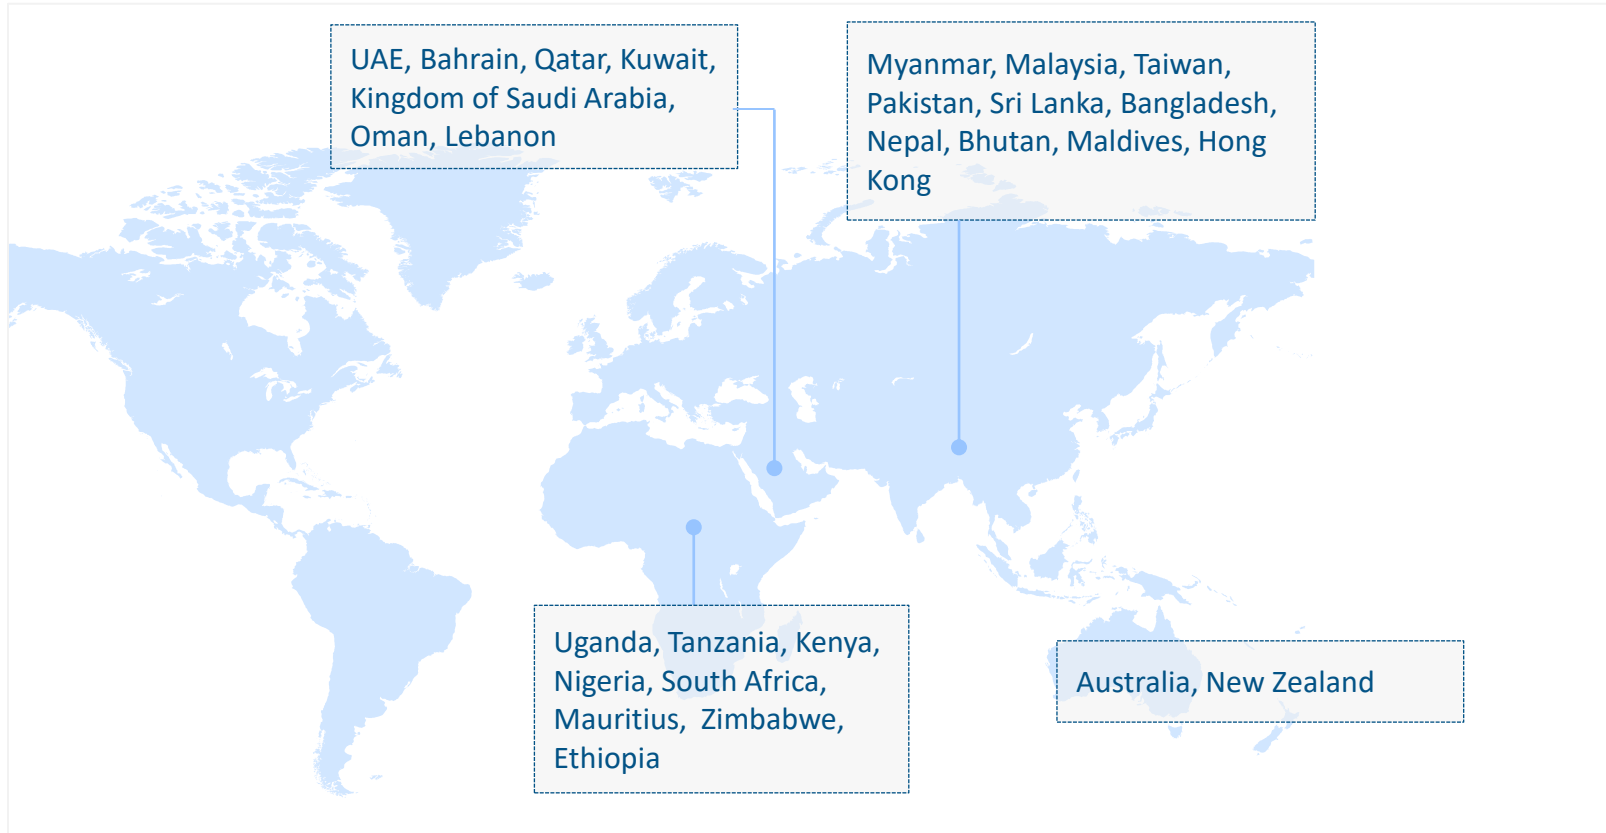 UAE, Bahrain, Qatar, Kuwait,
Kingdom of Saudi Arabia,
Oman, Lebanon
Myanmar, Malaysia, Taiwan,
Pakistan, Sri Lanka, Bangladesh,
Nepal, Bhutan, Maldives, Hong
Kong
Uganda, Tanzania, Kenya,
Nigeria, South Africa,
Mauritius,  Zimbabwe,
Ethiopia
Australia, New Zealand